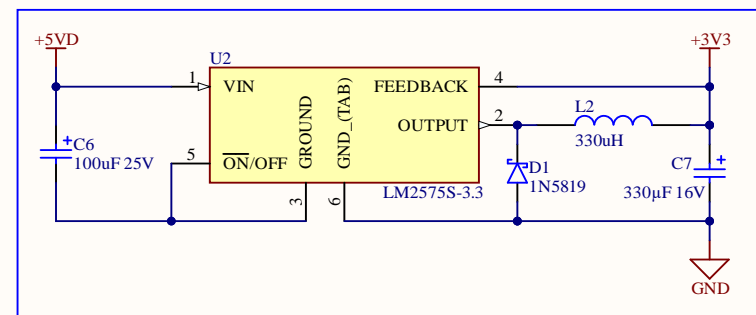 +5VD
+3V3
U2
1
VIN
FEEDBACK
4
GROUND
GND_(TAB)
OUTPUT
2
L2
330uH
C6
100uF 25V
5
ON/OFF
D1
1N5819
C7
330µF 16V
3
6
LM2575S-3.3
GND